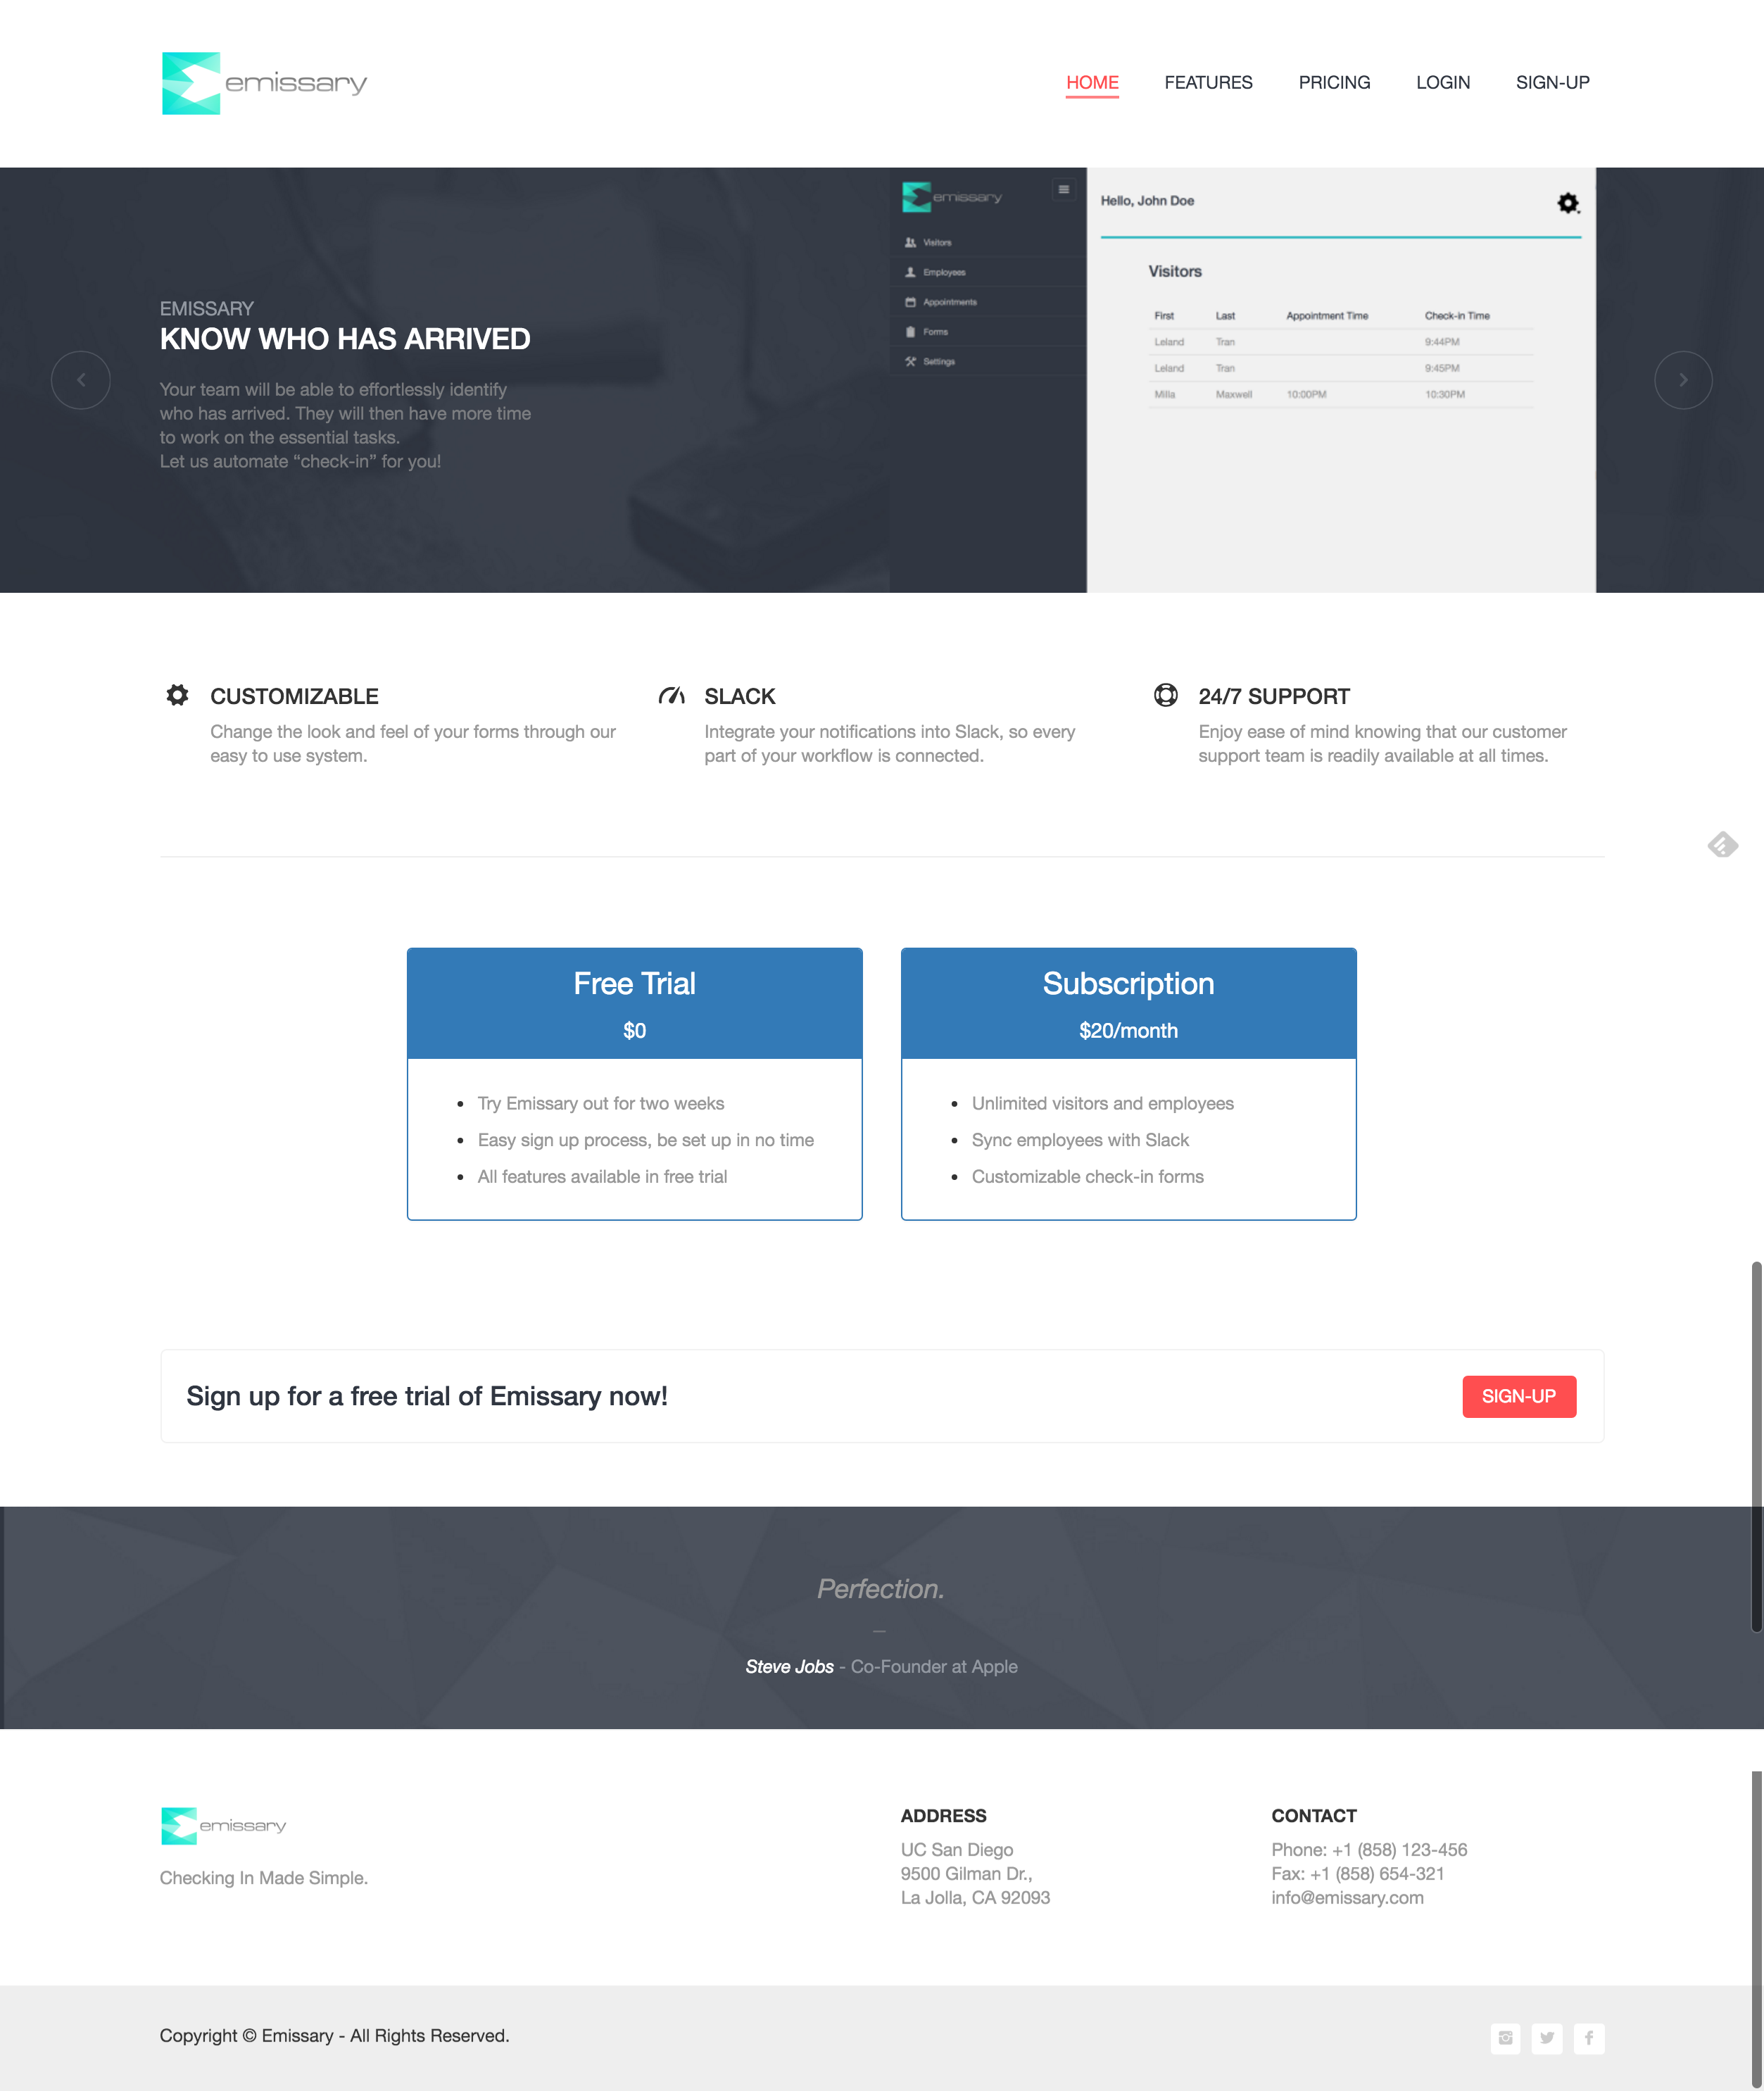 emissary
HOME FEATURES PRICING LOGIN SIGN-UP
EMISSARY
KNOW WHO HAS ARRIVED
Your team will be able to effortlessly identify
who has arrived. They will then have more time
to work on the essential tasks.
Let us automate “check-in” for you!
emissary
Visitors
Employees
Appointments
Forms
Settings
Hello, John Doe
Visitors
First Last Appointment Time Check-in Time
Leland Tran 9:44PM
Leland Tran 9:45PM
Milla Maxwell 10:00PM 10:30PM
CUSTOMIZABLE
Change the look and feel of your forms through our
easy to use system.
SLACK
Integrate your notifications into Slack, so every
part of your workflow is connected.
24/7 SUPPORT
Enjoy ease of mind knowing that our customer
support team is readily available at all times.
Free Trial
$0
• Try Emissary out for two weeks
• Easy sign up process, be set up in no time
• All features available in free trial
Subscription
$20/month
• Unlimited visitors and employees
• Sync employees with Slack
• Customizable check-in forms
Sign up for a free trial of Emissary now!
SIGN-UP
Perfection.
—
Steve Jobs - Co-Founder at Apple
emissary
Checking In Made Simple.
ADDRESS
UC San Diego
9500 Gilman Dr.,
La Jolla, CA 92093
CONTACT
Phone: +1 (858) 123-456
Fax: +1 (858) 654-321
info@emissary.com
Copyright © Emissary - All Rights Reserved.